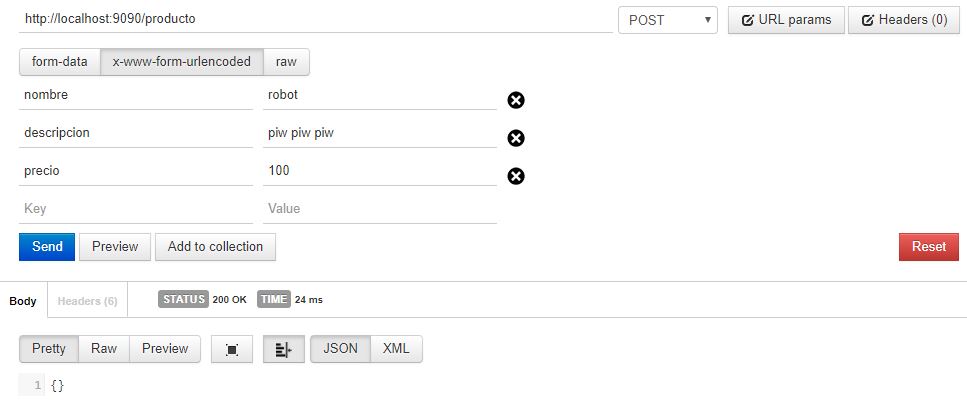 http://localhost:9090/producto POST URL params Headers (0)
form-data x-www-form-urlencoded raw
nombre robot
descripcion piw piw piw
precio 100
Key Value
Send Preview Add to collection Reset
Body Headers (6) STATUS 200 OK TIME 24 ms
Pretty Raw Preview JSON XML
1 {}